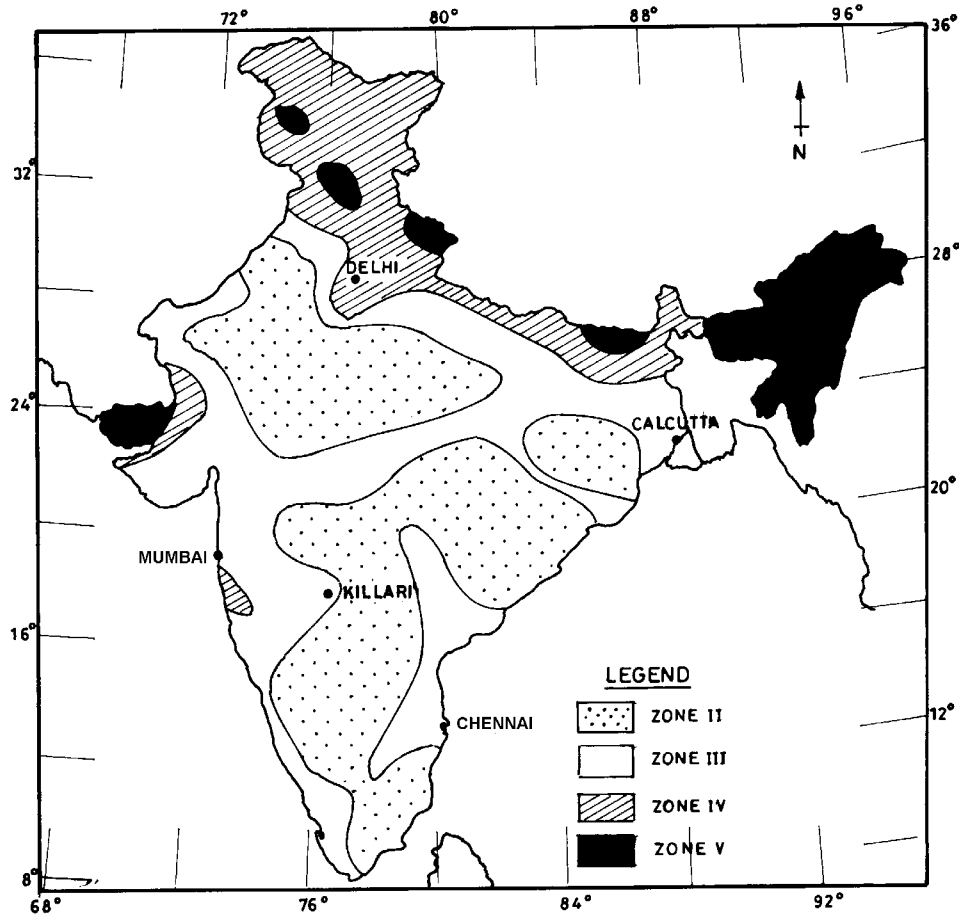 72° 80° 88° 96°
36°
N
32°
28°
DELHI
24°
CALCUTTA
20°
MUMBAI
KILLARI
16°
LEGEND
ZONE II
12°
CHENNAI
ZONE III
ZONE IV
ZONE V
8°
68° 76° 84° 92°